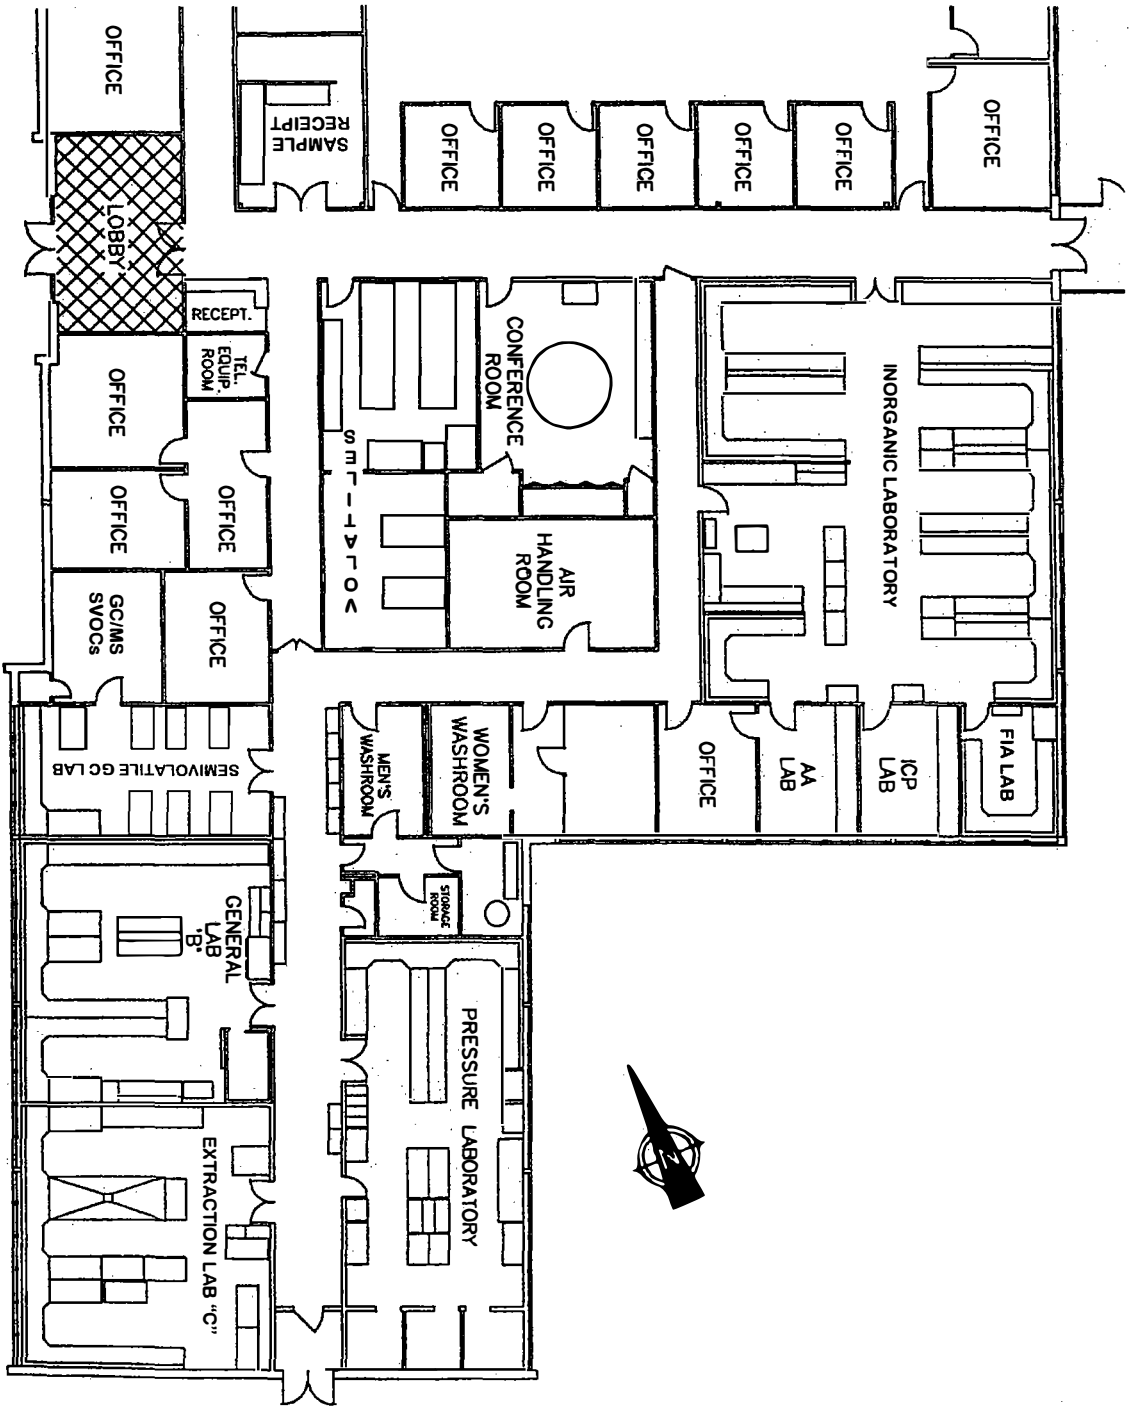 OFFICE
SAMPLE
RECEIPT
OFFICE
OFFICE
OFFICE
OFFICE
OFFICE
OFFICE
LOBBY
RECEPT.
TEL.
EQUIP.
ROOM
OFFICE
OFFICE
OFFICE
CONFERENCE
ROOM
VOLATILES
AIR
HANDLING
ROOM
INORGANIC LABORATORY
GC/MS
SVOCs
OFFICE
SEMIVOLATILE GC LAB
MEN'S
WASHROOM
WOMEN'S
WASHROOM
OFFICE
AA
LAB
ICP
LAB
FIA LAB
STORAGE
ROOM
GENERAL
LAB
"B"
PRESSURE LABORATORY
EXTRACTION LAB "C"
N